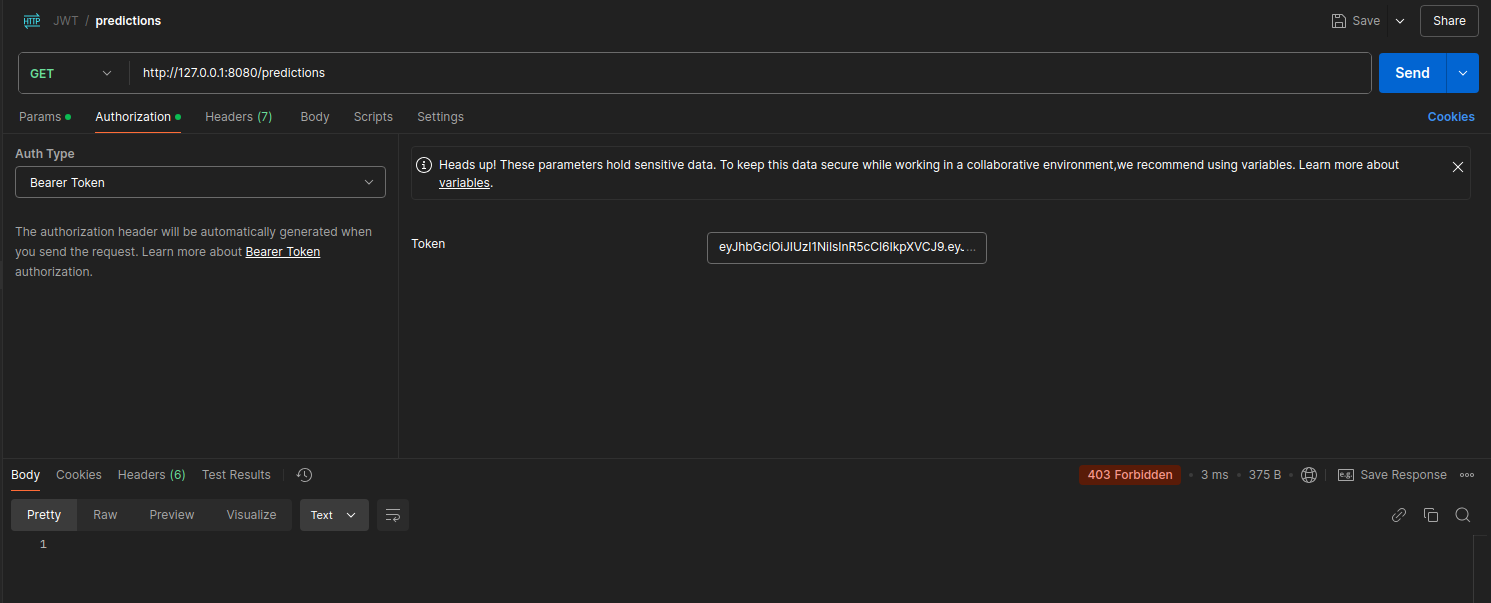 HTTP JWT / predictions Save Share
GET http://127.0.0.1:8080/predictions Send
Params Authorization Headers (7) Body Scripts Settings Cookies
Auth Type
Bearer Token
The authorization header will be automatically generated when
you send the request. Learn more about Bearer Token
authorization.
Heads up! These parameters hold sensitive data. To keep this data secure while working in a collaborative environment,we recommend using variables. Learn more about
variables.
Token eyJhbGciOiJIUzI1NiIsInR5cCI6IkpXVCJ9.ey...
Body Cookies Headers (6) Test Results 403 Forbidden • 3 ms • 375 B • e.g. Save Response
Pretty Raw Preview Visualize Text
1